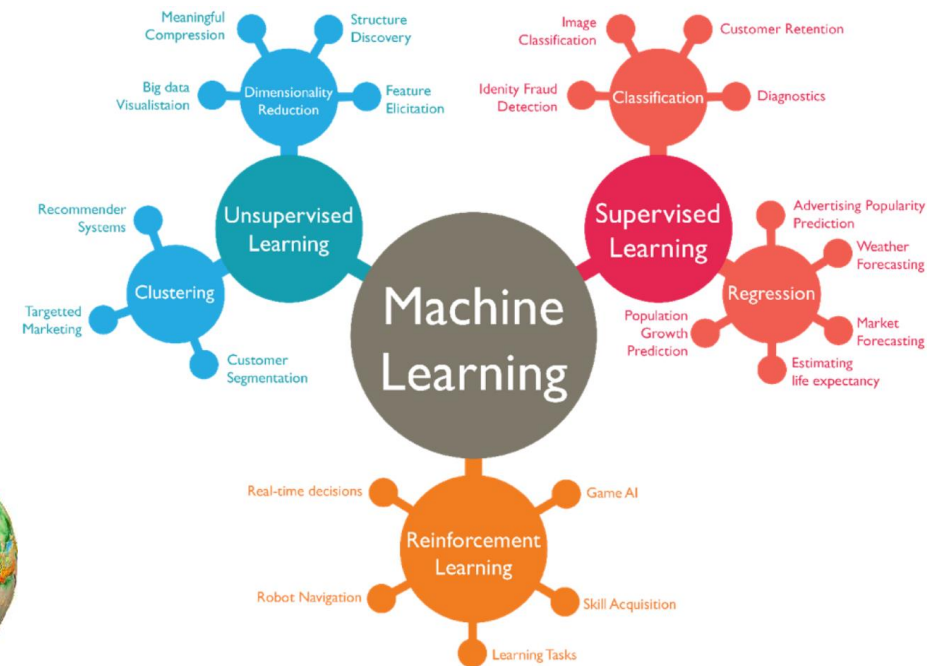 Meaningful
Compression
Structure
Discovery
Big data
Visualistaion
Dimensionality
Reduction
Feature
Elicitation
Image
Classification
Customer Retention
Idenity Fraud
Detection
Classification
Diagnostics
Recommender
Systems
Unsupervised
Learning
Clustering
Targetted
Marketing
Customer
Segmentation
Machine
Learning
Supervised
Learning
Advertising Popularity
Prediction
Weather
Forecasting
Regression
Population
Growth
Prediction
Market
Forecasting
Estimating
life expectancy
Real-time decisions
Game AI
Reinforcement
Learning
Robot Navigation
Skill Acquisition
Learning Tasks